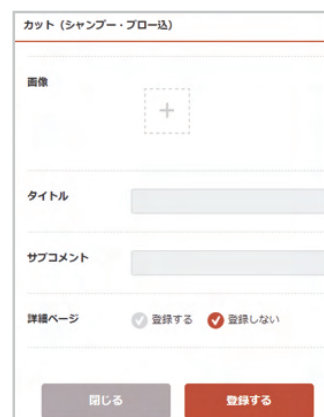 カット（シャンプー・ブロー込）
画像
タイトル
サブコメント
詳細ページ 登録する 登録しない
閉じる 登録する